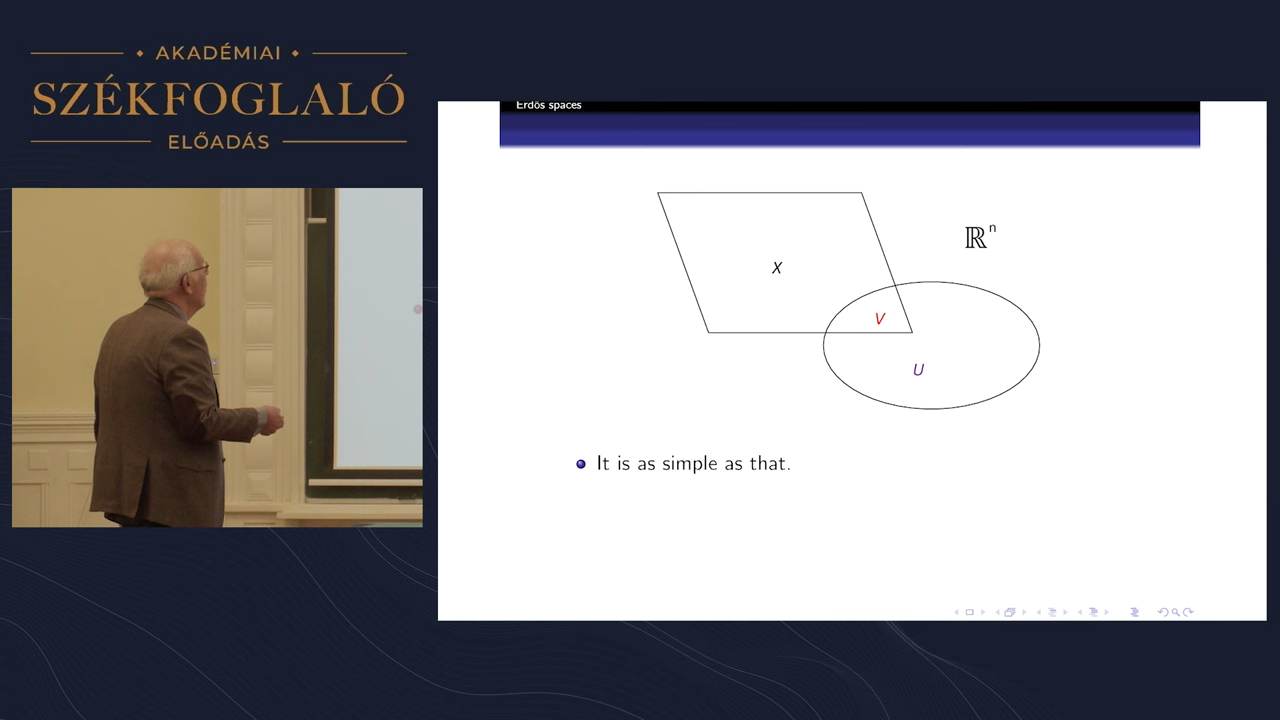 AKADÉMIAI
SZÉKFOGLALÓ
ELŐADÁS
Erdős spaces
X
ℝⁿ
V
U
It is as simple as that.